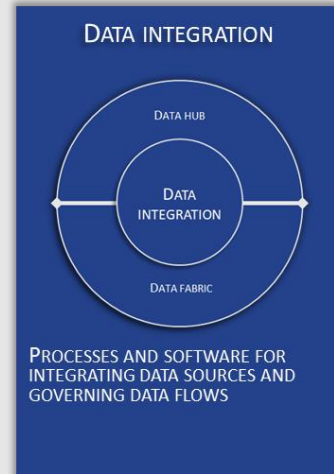 DATA INTEGRATION
DATA HUB
DATA
INTEGRATION
DATA FABRIC
PROCESSES AND SOFTWARE FOR
INTEGRATING DATA SOURCES AND
GOVERNING DATA FLOWS